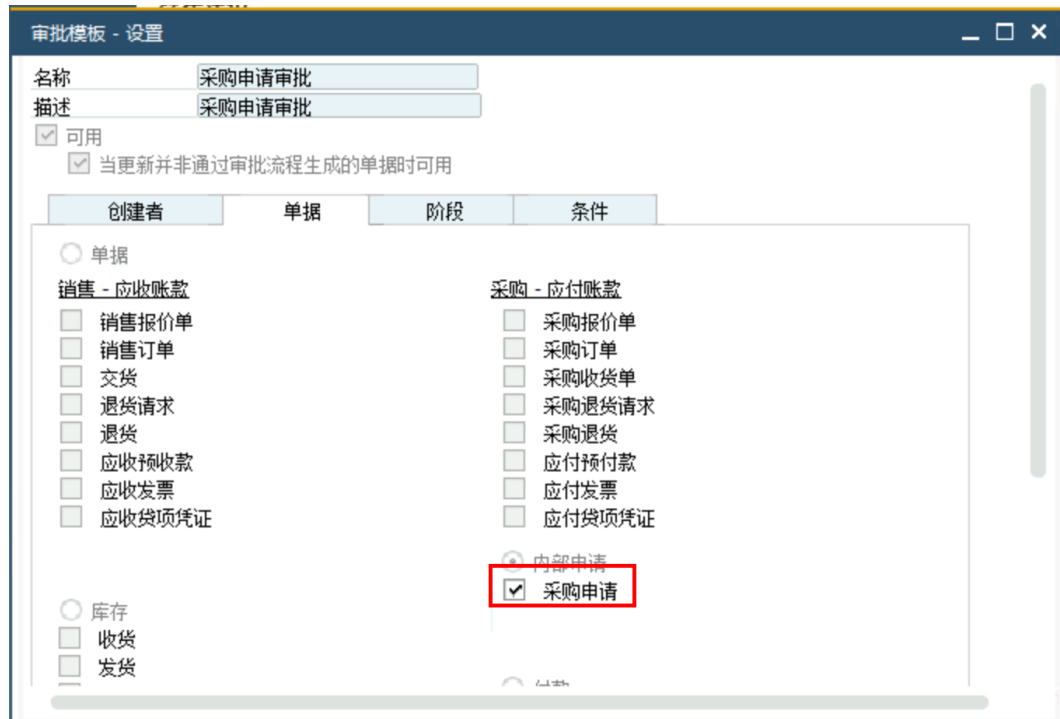 审批模板 - 设置
名称 采购申请审批
描述 采购申请审批
可用
当更新并非通过审批流程生成的单据时可用
创建者 单据 阶段 条件
单据
销售 - 应收账款
销售报价单
销售订单
交货
退货请求
退货
应收预收款
应收发票
应收贷项凭证
库存
收货
发货
采购 - 应付账款
采购报价单
采购订单
采购收货单
采购退货请求
采购退货
应付预付款
应付发票
应付贷项凭证
内部申请
采购申请